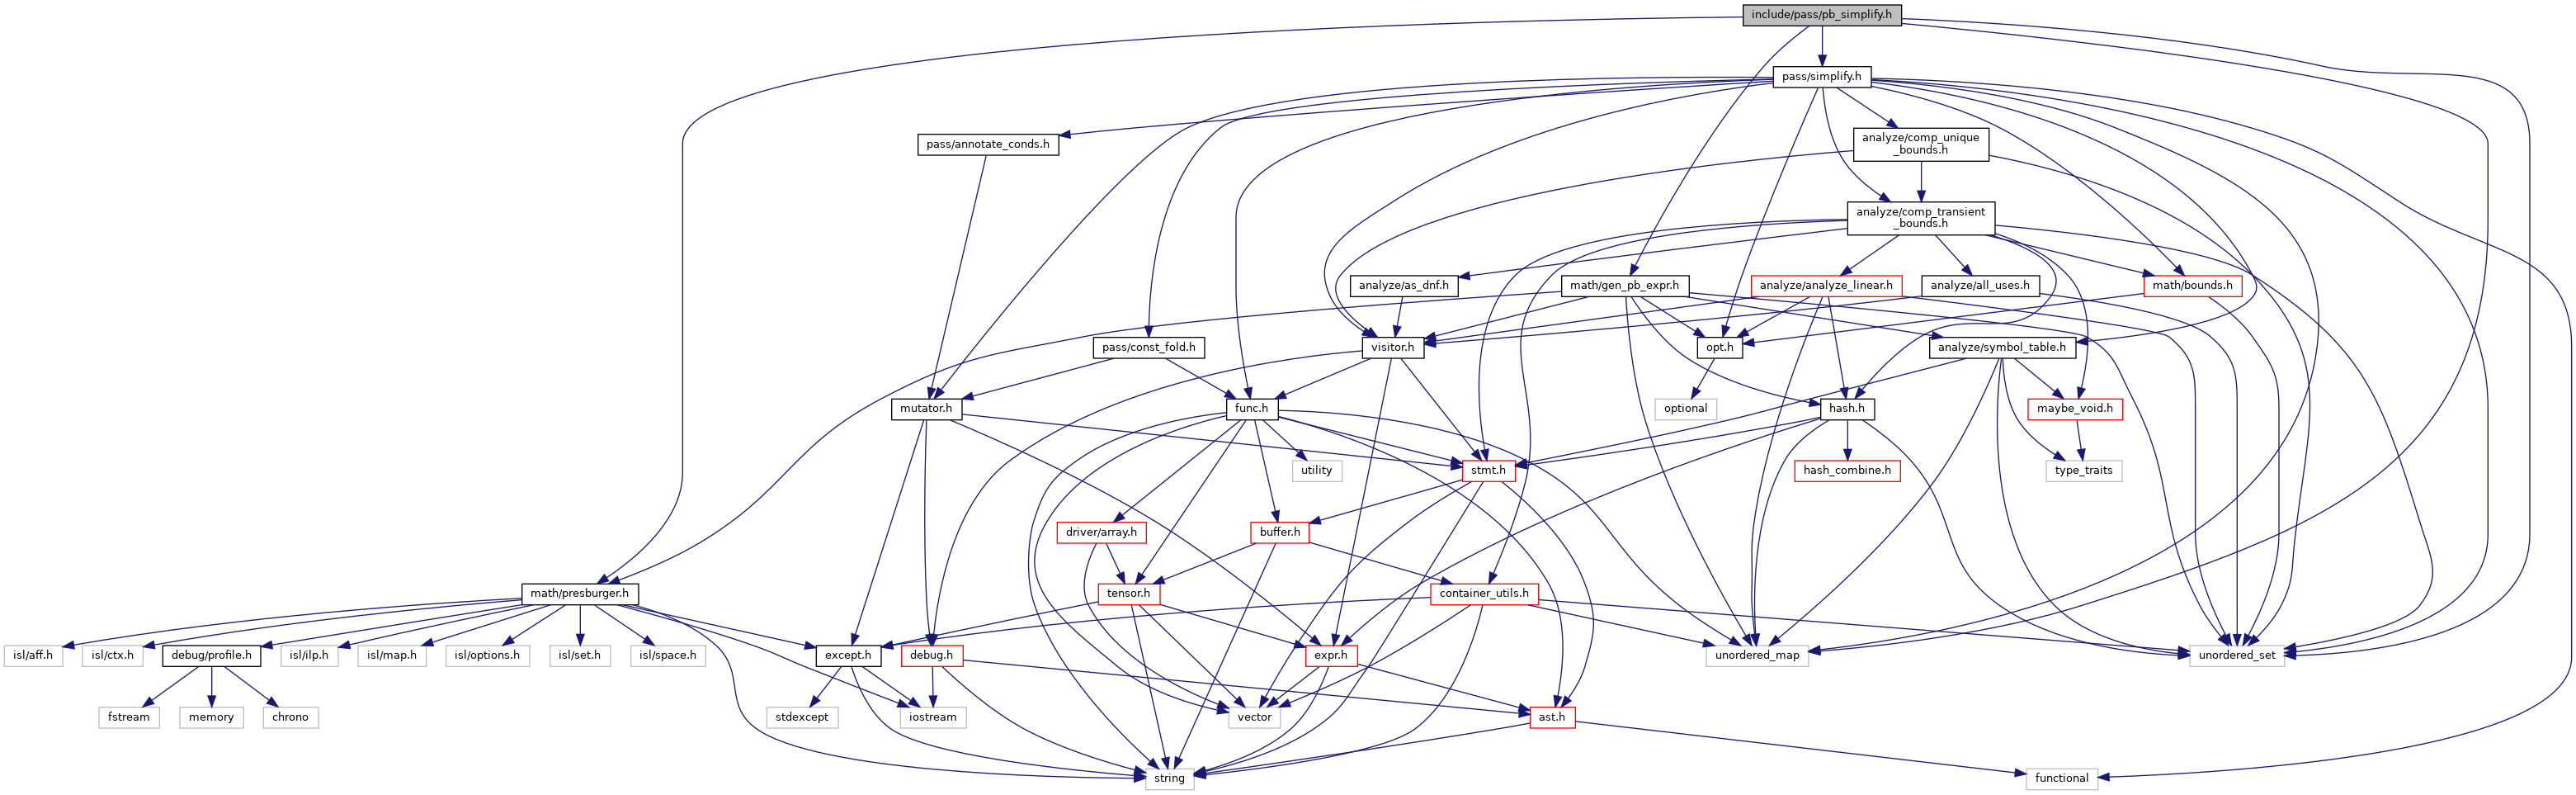 include/pass/pb_simplify.h
pass/simplify.h
pass/annotate_conds.h
analyze/comp_unique
_bounds.h
analyze/comp_transient
_bounds.h
analyze/as_dnf.h
math/gen_pb_expr.h
analyze/analyze_linear.h
analyze/all_uses.h
math/bounds.h
pass/const_fold.h
visitor.h
opt.h
analyze/symbol_table.h
mutator.h
func.h
optional
hash.h
maybe_void.h
utility
stmt.h
hash_combine.h
type_traits
driver/array.h
buffer.h
math/presburger.h
tensor.h
container_utils.h
isl/aff.h
isl/ctx.h
debug/profile.h
isl/ilp.h
isl/map.h
isl/options.h
isl/set.h
isl/space.h
except.h
debug.h
expr.h
unordered_map
unordered_set
fstream
memory
chrono
stdexcept
iostream
vector
ast.h
string
functional